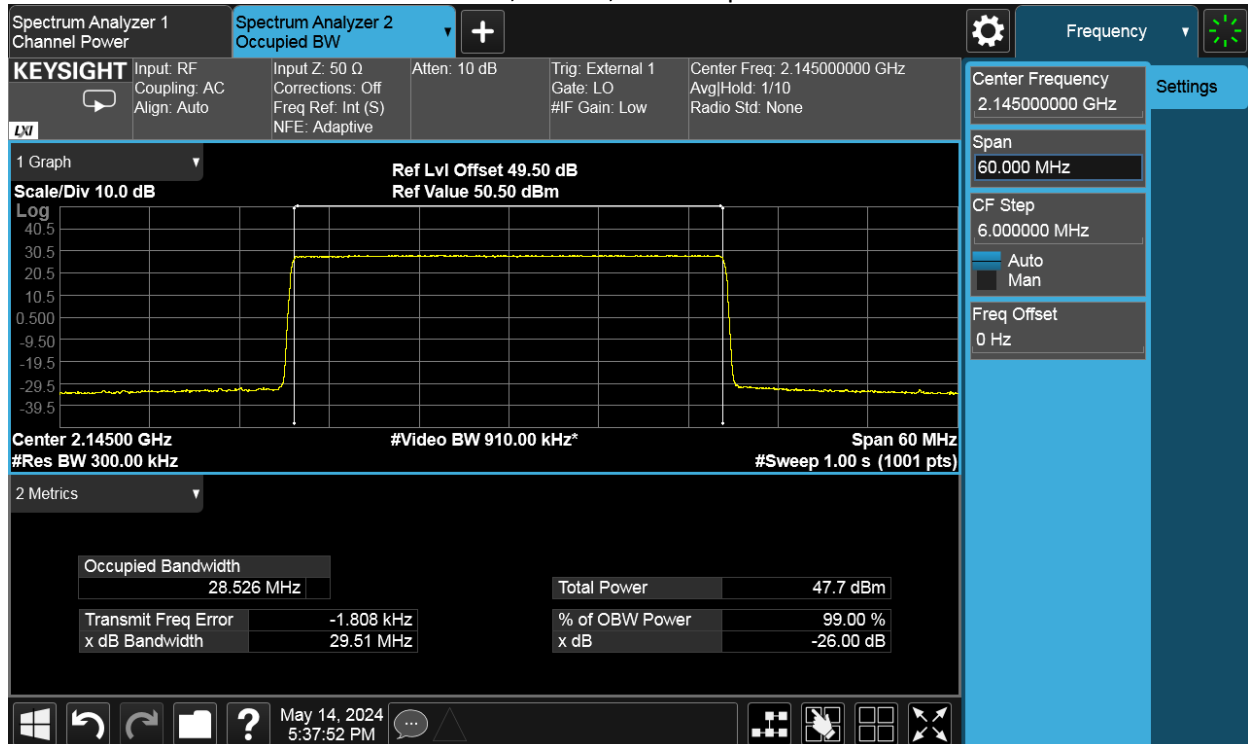 Spectrum Analyzer 1
Channel Power
Spectrum Analyzer 2
Occupied BW
Frequency
KEYSIGHT
LXI
Input: RF
Coupling: AC
Align: Auto
Input Z: 50 Ω
Corrections: Off
Freq Ref: Int (S)
NFE: Adaptive
Atten: 10 dB
Trig: External 1
Gate: LO
#IF Gain: Low
Center Freq: 2.145000000 GHz
Avg|Hold: 1/10
Radio Std: None
Center Frequency
2.145000000 GHz
Settings
Span
60.000 MHz
CF Step
6.000000 MHz
Auto
Man
Freq Offset
0 Hz
1 Graph
Scale/Div 10.0 dB
Ref Lvl Offset 49.50 dB
Ref Value 50.50 dBm
Log
40.5
30.5
20.5
10.5
0.500
-9.50
-19.5
-29.5
-39.5
Center 2.14500 GHz
#Video BW 910.00 kHz*
Span 60 MHz
#Res BW 300.00 kHz
#Sweep 1.00 s (1001 pts)
2 Metrics
Occupied Bandwidth
28.526 MHz
Total Power 47.7 dBm
Transmit Freq Error -1.808 kHz
% of OBW Power 99.00 %
x dB Bandwidth 29.51 MHz
x dB -26.00 dB
?
May 14, 2024
5:37:52 PM